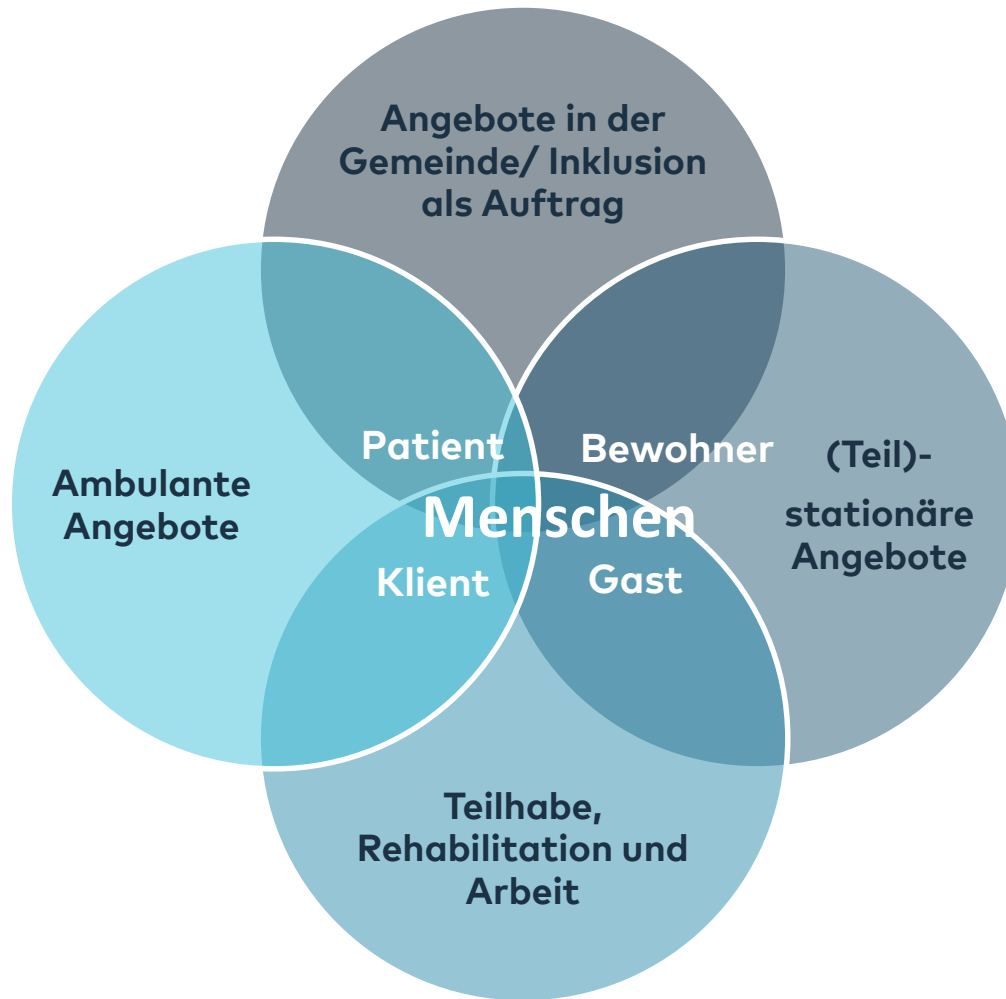 Angebote in der
Gemeinde/ Inklusion
als Auftrag
Ambulante
Angebote
Patient
Bewohner
Menschen
Klient
Gast
(Teil)-
stationäre
Angebote
Teilhabe,
Rehabilitation und
Arbeit